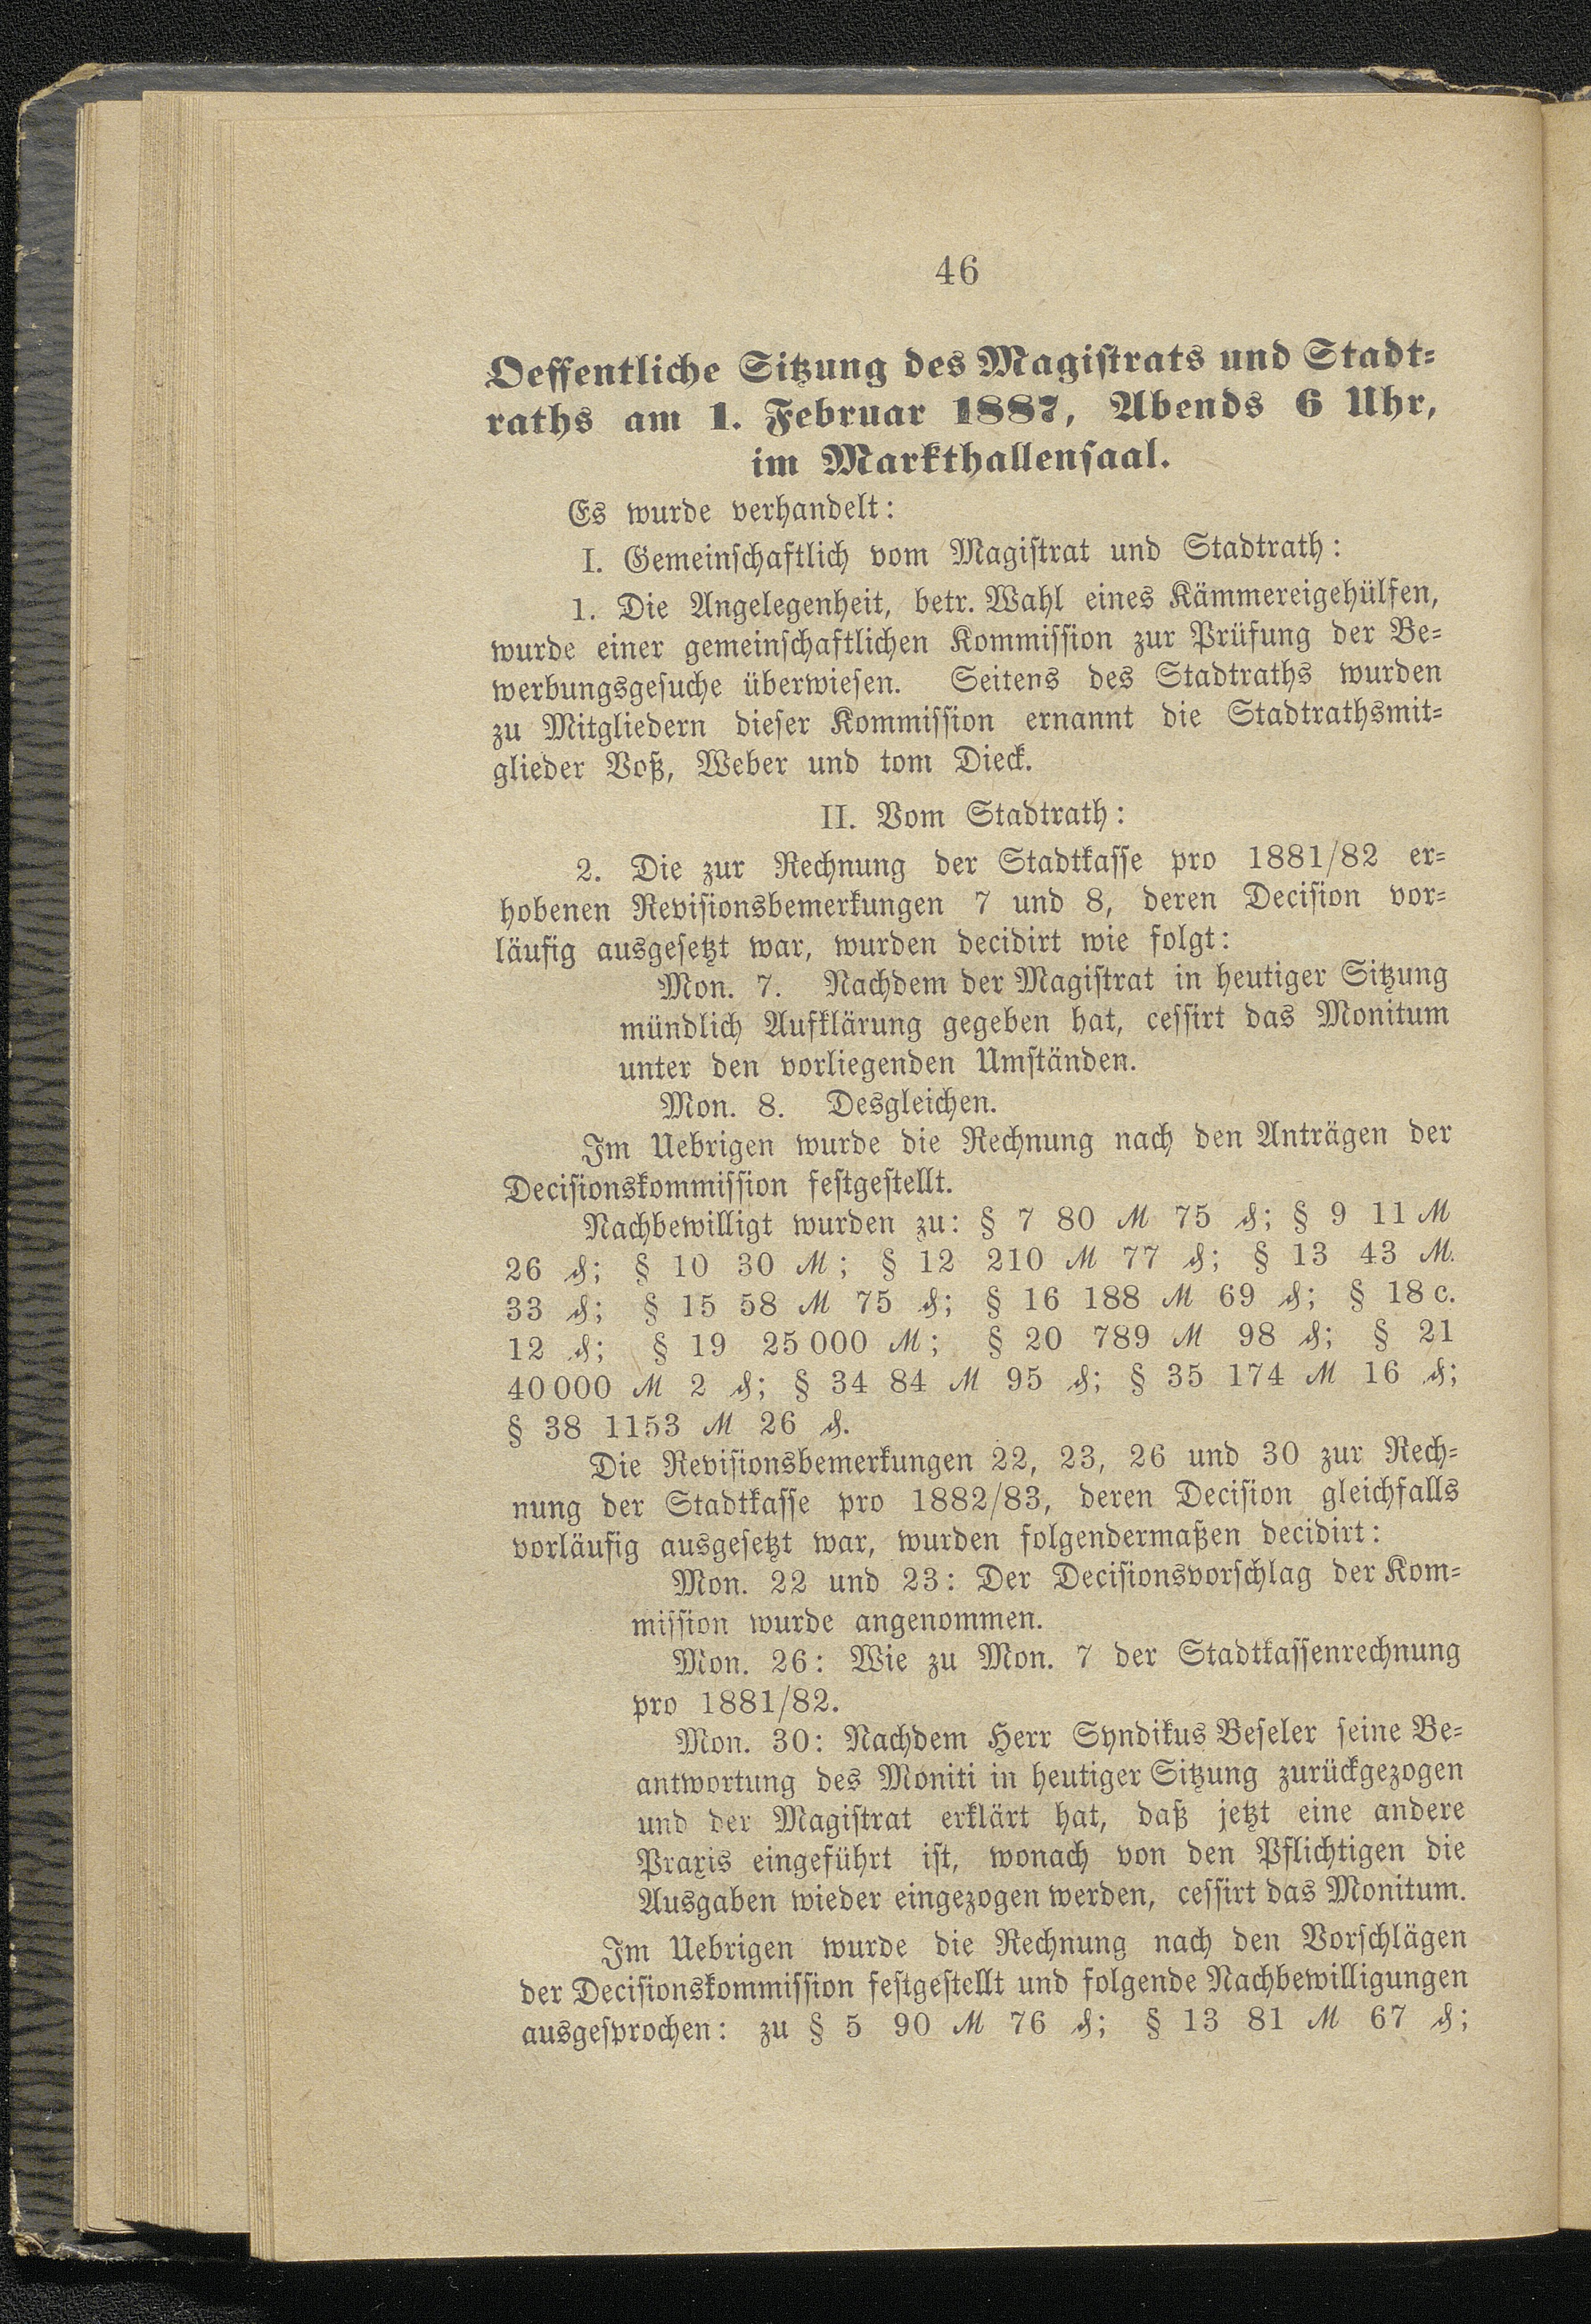 46
Oeffentliche Sitzung des Magistrats und Stadt-
raths am 1. Februar 1887, Abends 6 Uhr,
im Markthallensaal.
Es wurde verhandelt:
I. Gemeinschaftlich vom Magistrat und Stadtrath:
1. Die Angelegenheit, betr. Wahl eines Kämmereigehülfen,
wurde einer gemeinschaftlichen Kommission zur Prüfung der Be-
werbungsgesuche überwiesen. Seitens des Stadtraths wurden
zu Mitgliedern dieser Kommission ernannt die Stadtrathsmit-
glieder Voß, Weber und tom Dieck.
II. Vom Stadtrath:
2. Die zur Rechnung der Stadtkasse pro 1881/82 er-
hobenen Revisionsbemerkungen 7 und 8, deren Decision vor-
läufig ausgesetzt war, wurden decidirt wie folgt:
Mon. 7. Nachdem der Magistrat in heutiger Sitzung
mündlich Aufklärung gegeben hat, cessirt das Monitum
unter den vorliegenden Umständen.
Mon. 8. Desgleichen.
Im Uebrigen wurde die Rechnung nach den Anträgen der
Decisionskommission festgestellt.
Nachbewilligt wurden zu: § 7 80 ℳ 75 ₰; § 9 11 ℳ
26 ₰; § 10 30 ℳ; § 12 210 ℳ 77 ₰; § 13 43 ℳ.
33 ₰; § 15 58 ℳ 75 ₰; § 16 188 ℳ 69 ₰; § 18 c.
12 ₰; § 19 25 000 ℳ; § 20 789 ℳ 98 ₰; § 21
40 000 ℳ 2 ₰; § 34 84 ℳ 95 ₰; § 35 174 ℳ 16 ₰;
§ 38 1153 ℳ 26 ₰.
Die Revisionsbemerkungen 22, 23, 26 und 30 zur Rech-
nung der Stadtkasse pro 1882/83, deren Decision gleichfalls
vorläufig ausgesetzt war, wurden folgendermaßen decidirt:
Mon. 22 und 23: Der Decisionsvorschlag der Kom-
mission wurde angenommen.
Mon. 26: Wie zu Mon. 7 der Stadtkassenrechnung
pro 1881/82.
Mon. 30: Nachdem Herr Syndikus Beseler seine Be-
antwortung des Moniti in heutiger Sitzung zurückgezogen
und der Magistrat erklärt hat, daß jetzt eine andere
Praxis eingeführt ist, wonach von den Pflichtigen die
Ausgaben wieder eingezogen werden, cessirt das Monitum.
Im Uebrigen wurde die Rechnung nach den Vorschlägen
der Decisionskommission festgestellt und folgende Nachbewilligungen
ausgesprochen: zu § 5 90 ℳ 76 ₰; § 13 81 ℳ 67 ₰;